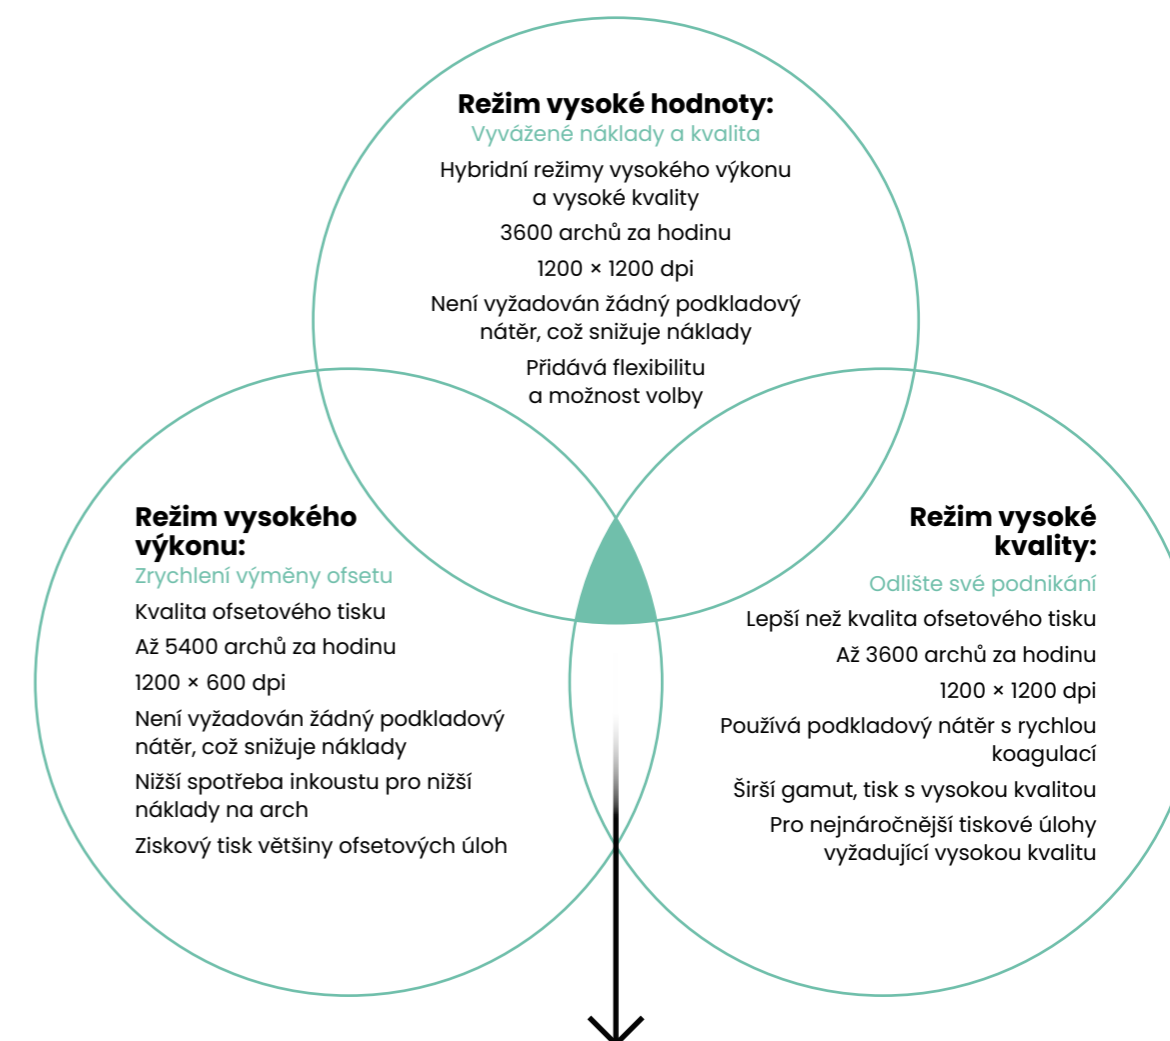 Režim vysoké hodnoty:
Vyvážené náklady a kvalita
Hybridní režimy vysokého výkonu
a vysoké kvality
3600 archů za hodinu
1200 × 1200 dpi
Není vyžadován žádný podkladový
nátěr, což snižuje náklady
Přidává flexibilitu
a možnost volby
Režim vysokého
výkonu:
Zrychlení výměny ofsetu
Kvalita ofsetového tisku
Až 5400 archů za hodinu
1200 × 600 dpi
Není vyžadován žádný podkladový
nátěr, což snižuje náklady
Nižší spotřeba inkoustu pro nižší
náklady na arch
Ziskový tisk většiny ofsetových úloh
Režim vysoké
kvality:
Odlište své podnikání
Lepší než kvalita ofsetového tisku
Až 3600 archů za hodinu
1200 × 1200 dpi
Používá podkladový nátěr s rychlou
koagulací
Širší gamut, tisk s vysokou kvalitou
Pro nejnáročnější tiskové úlohy
vyžadující vysokou kvalitu